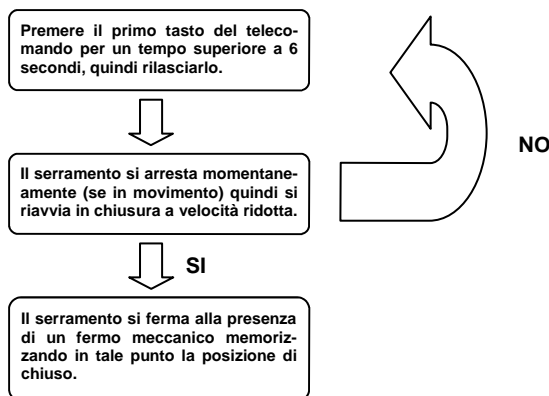 Premere il primo tasto del teleco-
mando per un tempo superiore a 6
secondi, quindi rilasciarlo.
NO
Il serramento si arresta momentane-
amente (se in movimento) quindi si
riavvia in chiusura a velocità ridotta.
SI
Il serramento si ferma alla presenza
di un fermo meccanico memoriz-
zando in tale punto la posizione di
chiuso.